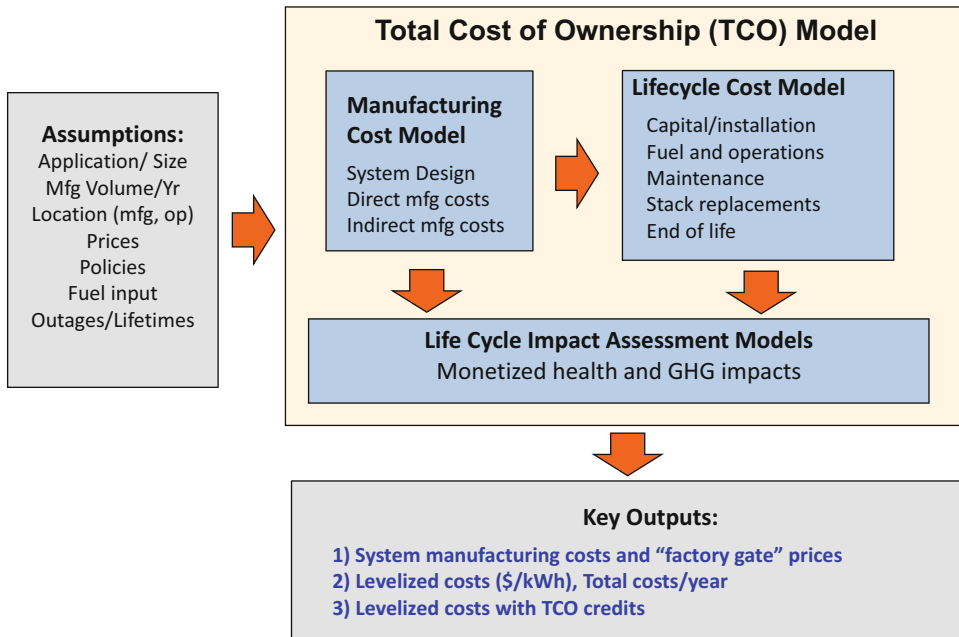 Total Cost of Ownership (TCO) Model
Assumptions:
Application/ Size
Mfg Volume/Yr
Location (mfg, op)
Prices
Policies
Fuel input
Outages/Lifetimes
Manufacturing
Cost Model
System Design
Direct mfg costs
Indirect mfg costs
Lifecycle Cost Model
Capital/installation
Fuel and operations
Maintenance
Stack replacements
End of life
Life Cycle Impact Assessment Models
Monetized health and GHG impacts
Key Outputs:
1) System manufacturing costs and “factory gate” prices
2) Levelized costs ($/kWh), Total costs/year
3) Levelized costs with TCO credits